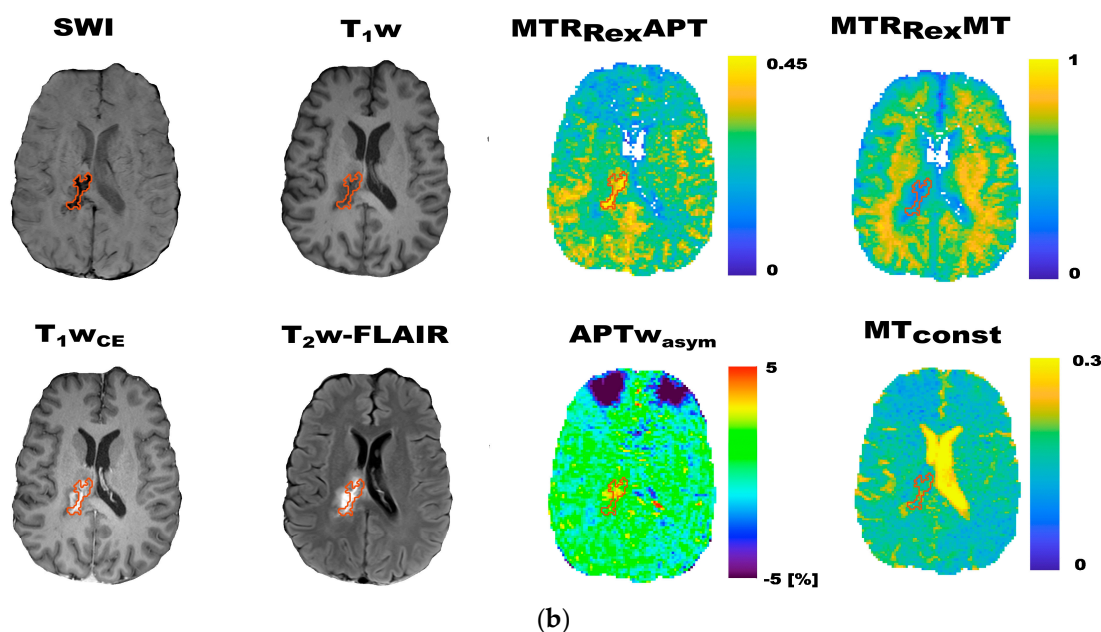 SWI
T₁w
MTRRexAPT
MTRRexMT
0.45
0
1
0
T₁wCE
T₂w-FLAIR
APTwasym
MTconst
5
-5 [%]
0.3
0
(b)